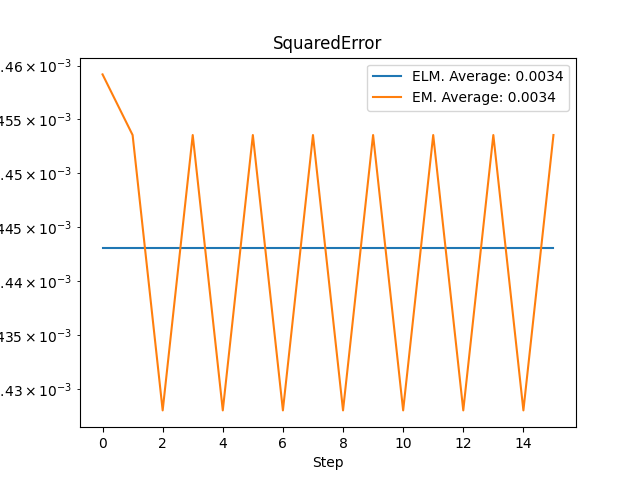 SquaredError
.46 × 10⁻³
455 × 10⁻³
.45 × 10⁻³
445 × 10⁻³
.44 × 10⁻³
435 × 10⁻³
.43 × 10⁻³
ELM. Average: 0.0034
EM. Average: 0.0034
0 2 4 6 8 10 12 14
Step